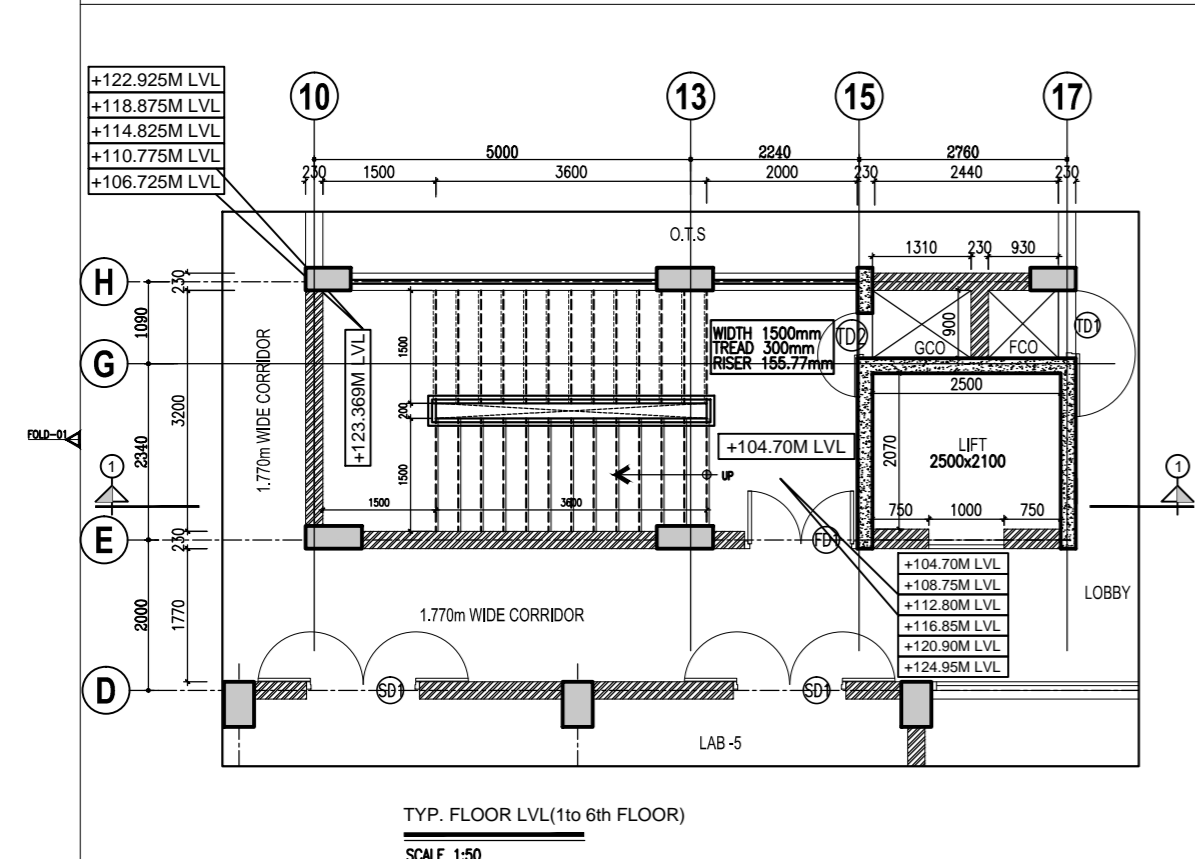 +122.925M LVL
+118.875M LVL
+114.825M LVL
+110.775M LVL
+106.725M LVL
10
13
15
17
5000
2240
2760
230
1500
3600
2000
230
2440
230
O.T.S
1310
230
930
H
G
E
D
230
1090
3200
2340
230
2000
1770
1.770m WIDE CORRIDOR
+123.369M LVL
1500
200
1500
WIDTH 1500mm
TREAD 300mm
RISER 155.77mm
TD2
TD1
900
GCO
FCO
2500
FOLD-01
1
1
+104.70M LVL
UP
2070
LIFT
2500x2100
1500
3600
750
1000
750
FD1
+104.70M LVL
+108.75M LVL
+112.80M LVL
+116.85M LVL
+120.90M LVL
+124.95M LVL
LOBBY
1.770m WIDE CORRIDOR
SD1
SD1
LAB -5
TYP. FLOOR LVL(1to 6th FLOOR)
SCALE 1:50